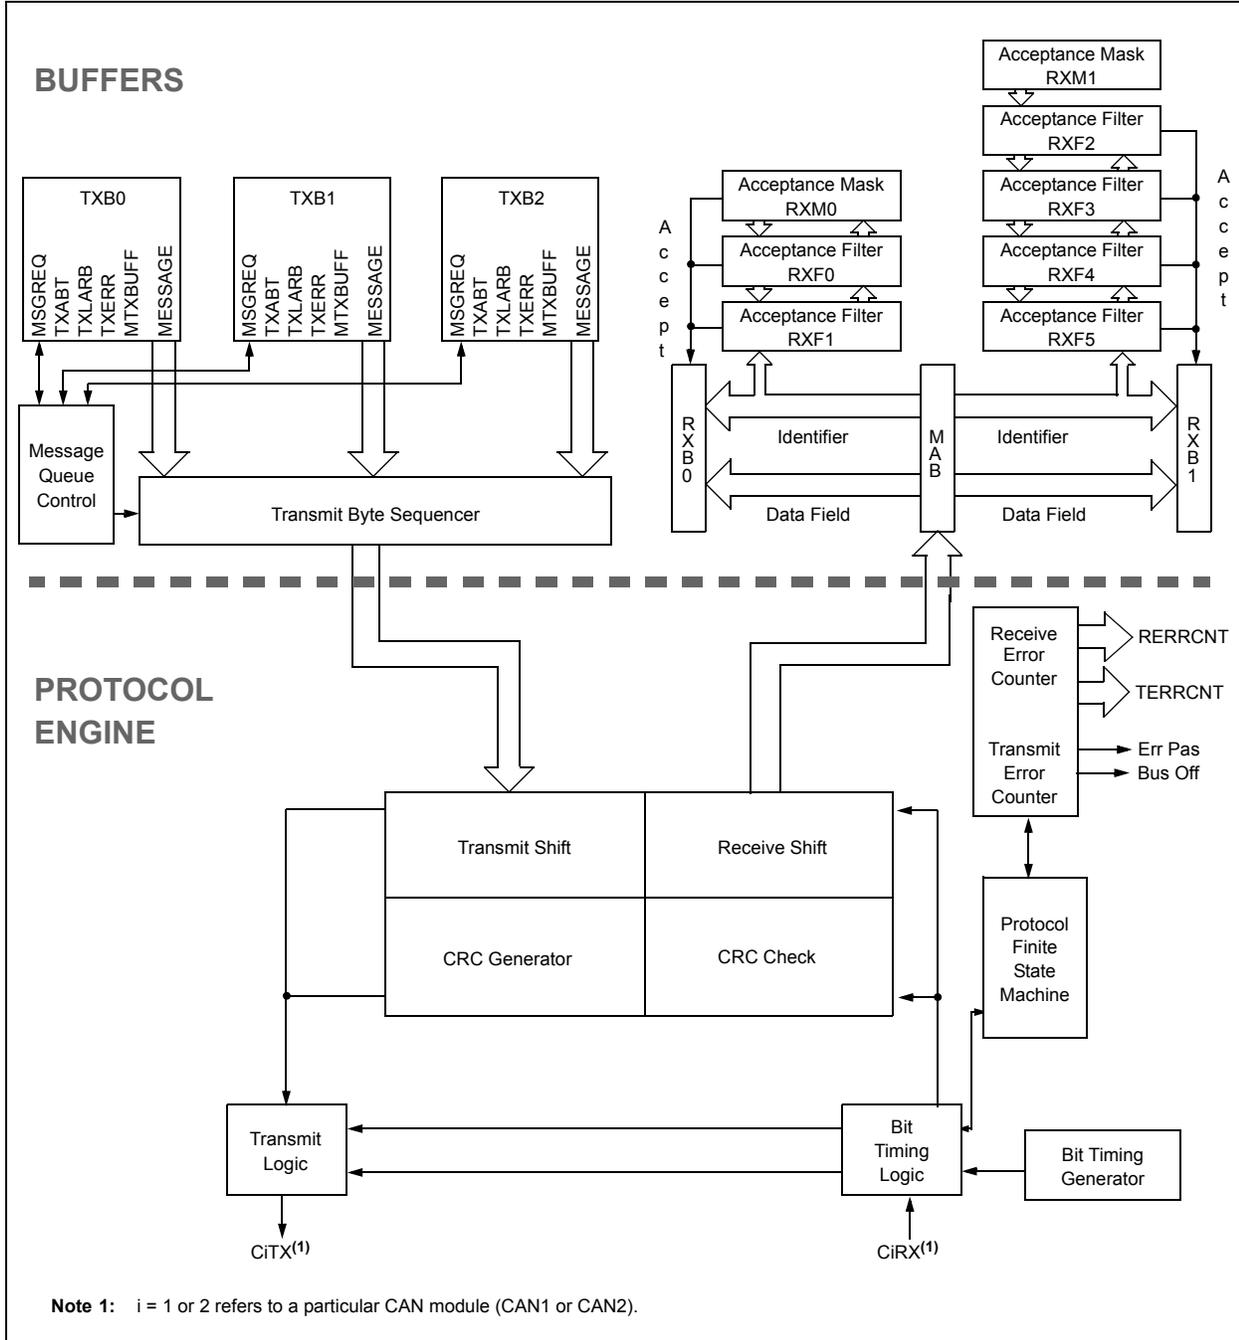 BUFFERS
Acceptance Mask
RXM1
Acceptance Filter
RXF2
Acceptance Filter
RXF3
Acceptance Filter
RXF4
Acceptance Filter
RXF5
Accept
Acceptance Mask
RXM0
Acceptance Filter
RXF0
Acceptance Filter
RXF1
Accept
TXB0
MSGREQ
TXABT
TXLARB
TXERR
MTXBUFF
MESSAGE
TXB1
MSGREQ
TXABT
TXLARB
TXERR
MTXBUFF
MESSAGE
TXB2
MSGREQ
TXABT
TXLARB
TXERR
MTXBUFF
MESSAGE
Message
Queue
Control
Transmit Byte Sequencer
RXB0
Identifier
Data Field
MAB
Identifier
Data Field
RXB1
PROTOCOL
ENGINE
Receive
Error
Counter
RERRCNT
TERRCNT
Transmit
Error
Counter
Err Pas
Bus Off
Transmit Shift
Receive Shift
CRC Generator
CRC Check
Protocol
Finite
State
Machine
Transmit
Logic
Bit
Timing
Logic
Bit Timing
Generator
CiTX(1)
CiRX(1)
Note 1: i = 1 or 2 refers to a particular CAN module (CAN1 or CAN2).